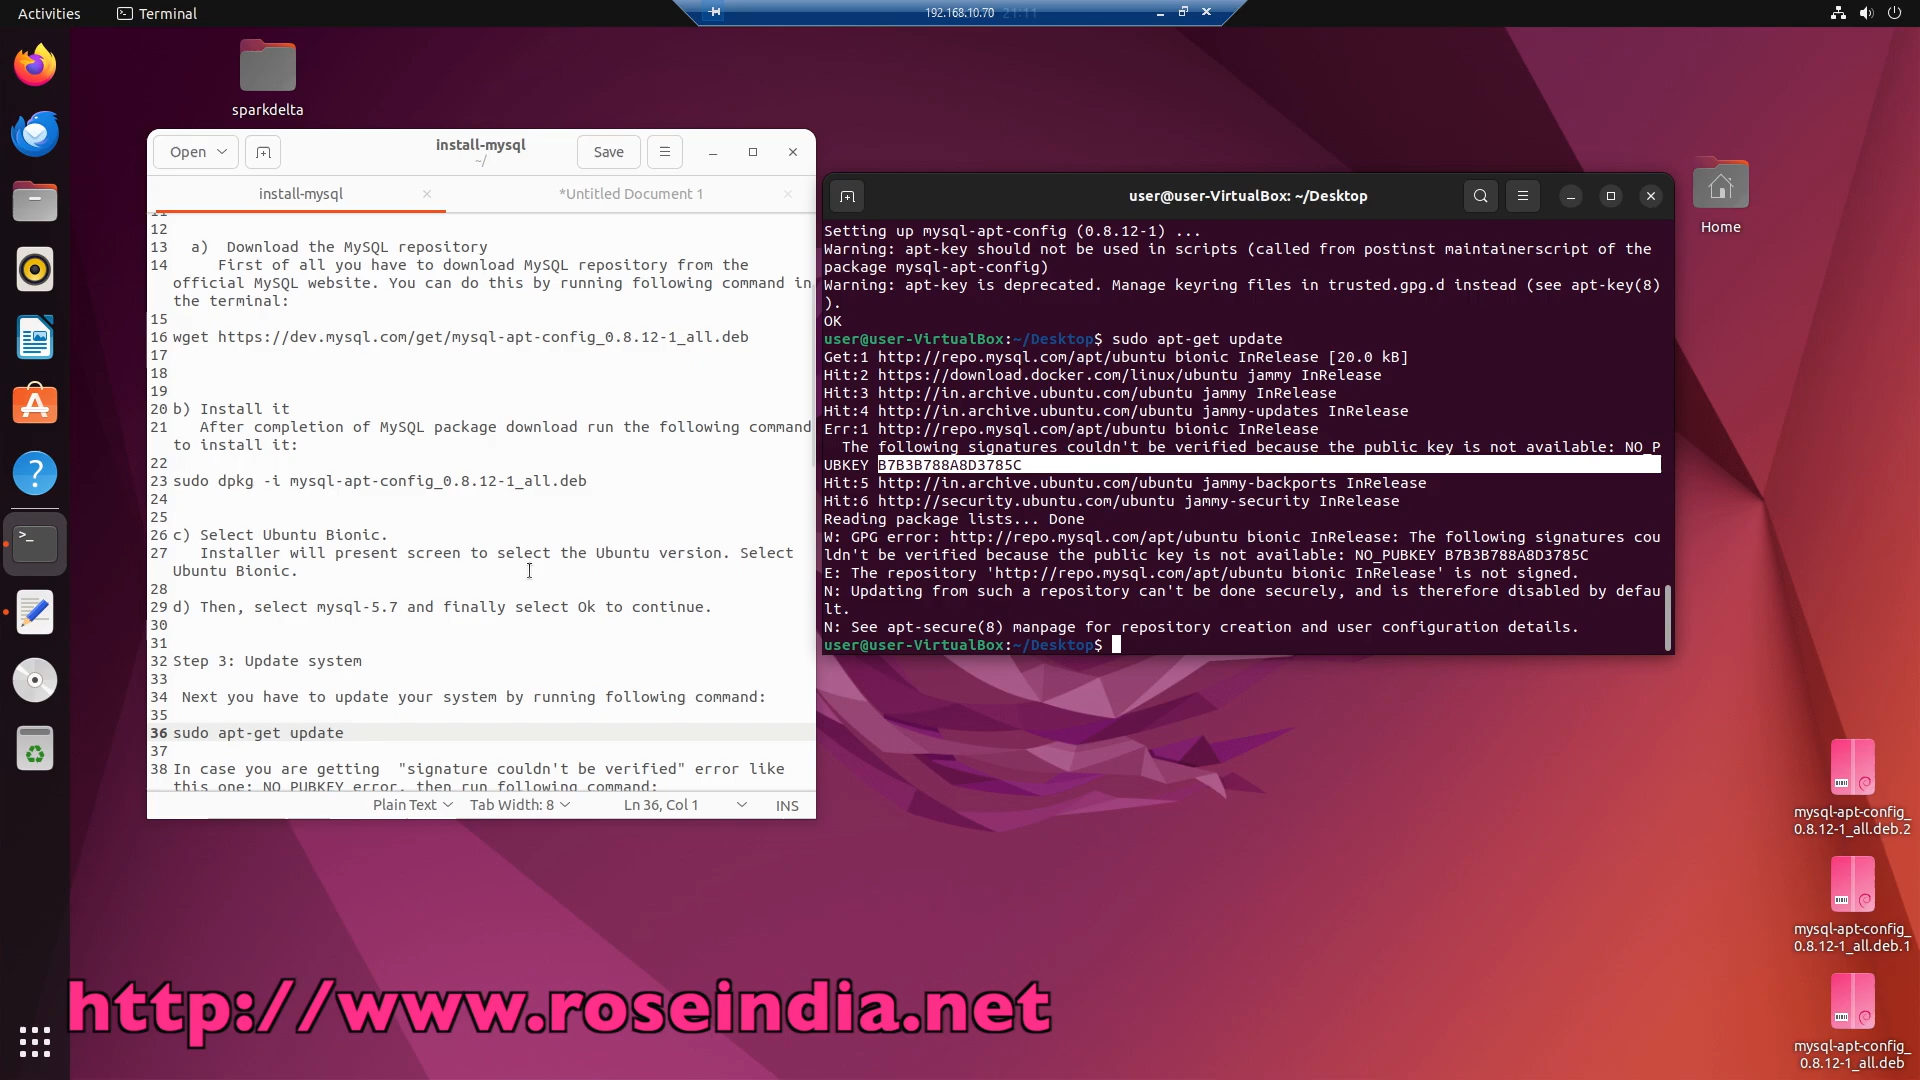 Activities
Terminal
192.168.10.70
21:11
sparkdelta
Open
install-mysql
~/
Save
install-mysql
*Untitled Document 1
11
12
13   a)  Download the MySQL repository
14      First of all you have to download MySQL repository from the
official MySQL website. You can do this by running following command in
the terminal:
15
16 wget https://dev.mysql.com/get/mysql-apt-config_0.8.12-1_all.deb
17
18
19
20 b) Install it
21    After completion of MySQL package download run the following command
to install it:
22
23 sudo dpkg -i mysql-apt-config_0.8.12-1_all.deb
24
25
26 c) Select Ubuntu Bionic.
27    Installer will present screen to select the Ubuntu version. Select
Ubuntu Bionic.
28
29 d) Then, select mysql-5.7 and finally select Ok to continue.
30
31
32 Step 3: Update system
33
34  Next you have to update your system by running following command:
35
36 sudo apt-get update
37
38 In case you are getting  "signature couldn't be verified" error like
this one: NO_PUBKEY error, then run following command:
Plain Text
Tab Width: 8
Ln 36, Col 1
INS
user@user-VirtualBox: ~/Desktop
Setting up mysql-apt-config (0.8.12-1) ...
Warning: apt-key should not be used in scripts (called from postinst maintainerscript of the
package mysql-apt-config)
Warning: apt-key is deprecated. Manage keyring files in trusted.gpg.d instead (see apt-key(8)
).
OK
user@user-VirtualBox:~/Desktop$ sudo apt-get update
Get:1 http://repo.mysql.com/apt/ubuntu bionic InRelease [20.0 kB]
Hit:2 https://download.docker.com/linux/ubuntu jammy InRelease
Hit:3 http://in.archive.ubuntu.com/ubuntu jammy InRelease
Hit:4 http://in.archive.ubuntu.com/ubuntu jammy-updates InRelease
Err:1 http://repo.mysql.com/apt/ubuntu bionic InRelease
  The following signatures couldn't be verified because the public key is not available: NO_P
UBKEY B7B3B788A8D3785C
Hit:5 http://in.archive.ubuntu.com/ubuntu jammy-backports InRelease
Hit:6 http://security.ubuntu.com/ubuntu jammy-security InRelease
Reading package lists... Done
W: GPG error: http://repo.mysql.com/apt/ubuntu bionic InRelease: The following signatures cou
ldn't be verified because the public key is not available: NO_PUBKEY B7B3B788A8D3785C
E: The repository 'http://repo.mysql.com/apt/ubuntu bionic InRelease' is not signed.
N: Updating from such a repository can't be done securely, and is therefore disabled by defau
lt.
N: See apt-secure(8) manpage for repository creation and user configuration details.
user@user-VirtualBox:~/Desktop$
Home
mysql-apt-config_
0.8.12-1_all.deb.2
mysql-apt-config_
0.8.12-1_all.deb.1
mysql-apt-config_
0.8.12-1_all.deb
http://www.roseindia.net